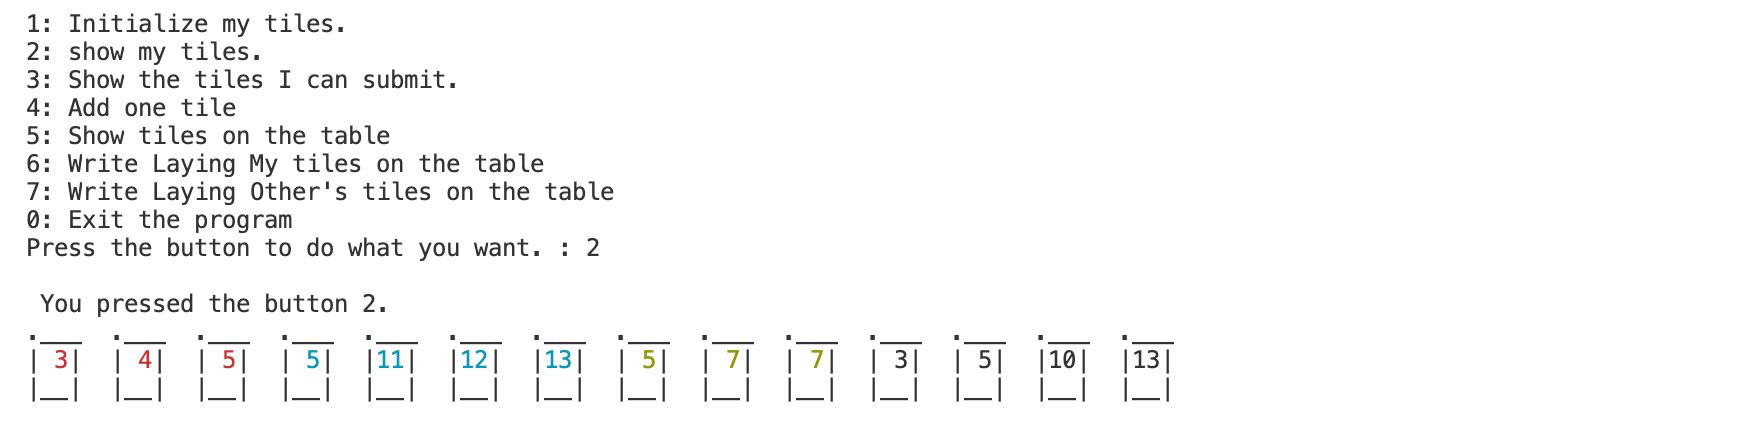 1: Initialize my tiles.
2: show my tiles.
3: Show the tiles I can submit.
4: Add one tile
5: Show tiles on the table
6: Write Laying My tiles on the table
7: Write Laying Other's tiles on the table
0: Exit the program
Press the button to do what you want. : 2
You pressed the button 2.
.___  .___  .___  .___  .___  .___  .___  .___  .___  .___  .___  .___  .___  .___
| 3|  | 4|  | 5|  | 5|  |11|  |12|  |13|  | 5|  | 7|  | 7|  | 3|  | 5|  |10|  |13|
|__|  |__|  |__|  |__|  |__|  |__|  |__|  |__|  |__|  |__|  |__|  |__|  |__|  |__|